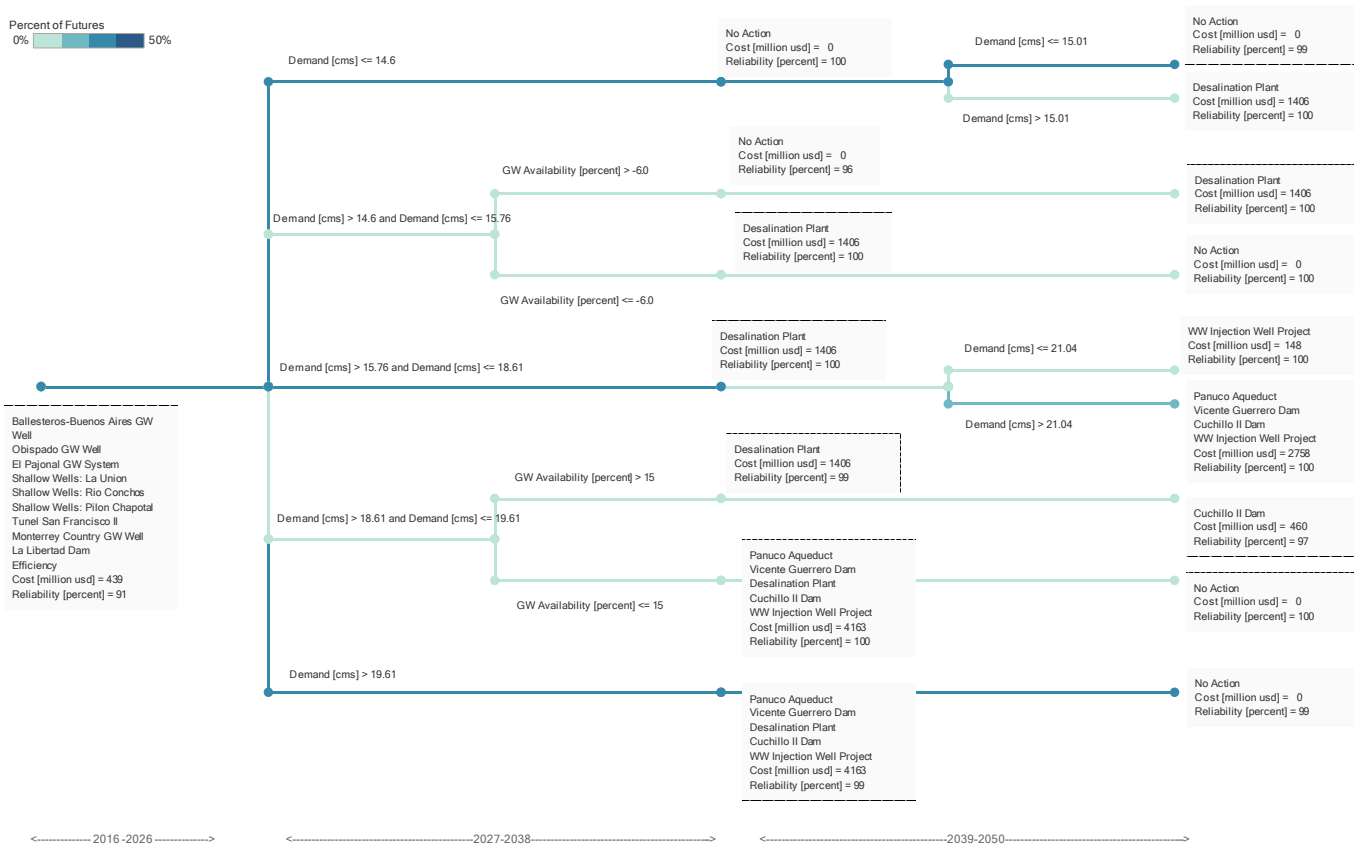 Percent of Futures
0% 50%
Demand [cms] <= 14.6
No Action
Cost [million usd] = 0
Reliability [percent] = 100
Demand [cms] <= 15.01
No Action
Cost [million usd] = 0
Reliability [percent] = 99
Desalination Plant
Cost [million usd] = 1406
Reliability [percent] = 100
Demand [cms] > 15.01
No Action
Cost [million usd] = 0
Reliability [percent] = 96
GW Availability [percent] > -6.0
Desalination Plant
Cost [million usd] = 1406
Reliability [percent] = 100
Demand [cms] > 14.6 and Demand [cms] <= 15.76
Desalination Plant
Cost [million usd] = 1406
Reliability [percent] = 100
No Action
Cost [million usd] = 0
Reliability [percent] = 100
GW Availability [percent] <= -6.0
Demand [cms] > 15.76 and Demand [cms] <= 18.61
Desalination Plant
Cost [million usd] = 1406
Reliability [percent] = 100
Demand [cms] <= 21.04
WW Injection Well Project
Cost [million usd] = 148
Reliability [percent] = 100
Panuco Aqueduct
Vicente Guerrero Dam
Cuchillo II Dam
WW Injection Well Project
Cost [million usd] = 2758
Reliability [percent] = 100
Demand [cms] > 21.04
Ballesteros-Buenos Aires GW
Well
Obispado GW Well
El Pajonal GW System
Shallow Wells: La Union
Shallow Wells: Rio Conchos
Shallow Wells: Pilon Chapotal
Tunel San Francisco II
Monterrey Country GW Well
La Libertad Dam
Efficiency
Cost [million usd] = 439
Reliability [percent] = 91
Desalination Plant
Cost [million usd] = 1406
Reliability [percent] = 99
GW Availability [percent] > 15
Demand [cms] > 18.61 and Demand [cms] <= 19.61
Cuchillo II Dam
Cost [million usd] = 460
Reliability [percent] = 97
Panuco Aqueduct
Vicente Guerrero Dam
Desalination Plant
Cuchillo II Dam
WW Injection Well Project
Cost [million usd] = 4163
Reliability [percent] = 100
No Action
Cost [million usd] = 0
Reliability [percent] = 100
GW Availability [percent] <= 15
Demand [cms] > 19.61
Panuco Aqueduct
Vicente Guerrero Dam
Desalination Plant
Cuchillo II Dam
WW Injection Well Project
Cost [million usd] = 4163
Reliability [percent] = 99
No Action
Cost [million usd] = 0
Reliability [percent] = 99
2016-2026
2027-2038
2039-2050